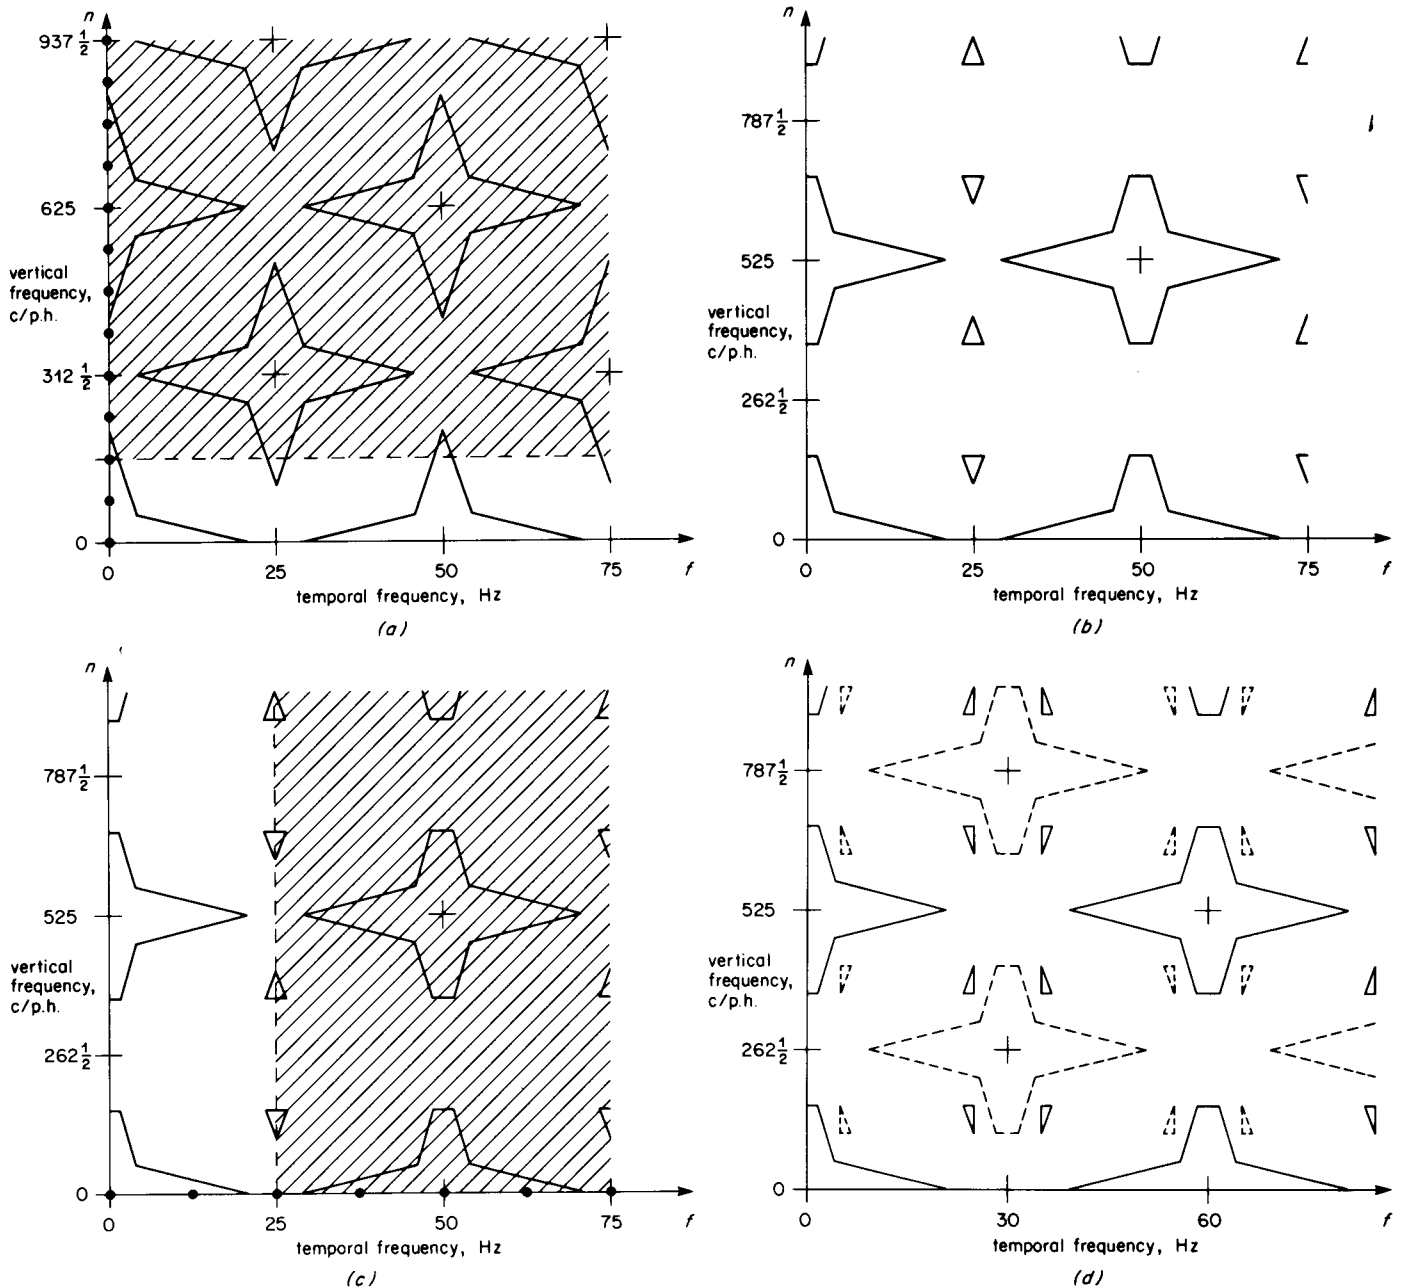 n
937 1/2
625
vertical
frequency,
c/p.h.
312 1/2
0
0 25 50 75 f
temporal frequency, Hz
(a)
n
787 1/2
525
vertical
frequency,
c/p.h.
262 1/2
0
0 25 50 75 f
temporal frequency, Hz
(b)
n
787 1/2
525
vertical
frequency,
c/p.h.
262 1/2
0
0 25 50 75 f
temporal frequency, Hz
(c)
n
787 1/2
525
vertical
frequency,
c/p.h.
262 1/2
0
0 30 60 f
temporal frequency, Hz
(d)